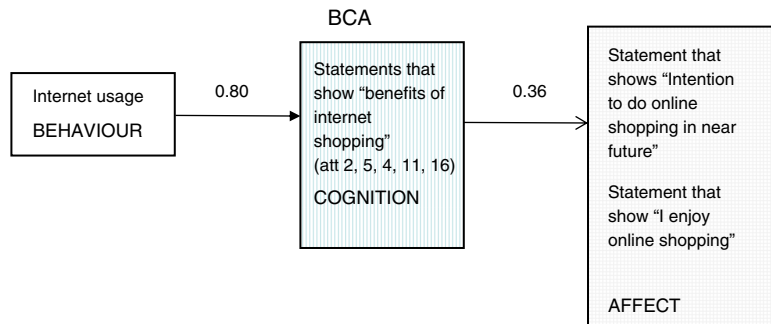 BCA
Internet usage
BEHAVIOUR
0.80
Statements that
show “benefits of
internet
shopping”
(att 2, 5, 4, 11, 16)
COGNITION
0.36
Statement that
shows “Intention
to do online
shopping in near
future”
Statement that
show “I enjoy
online shopping”
AFFECT